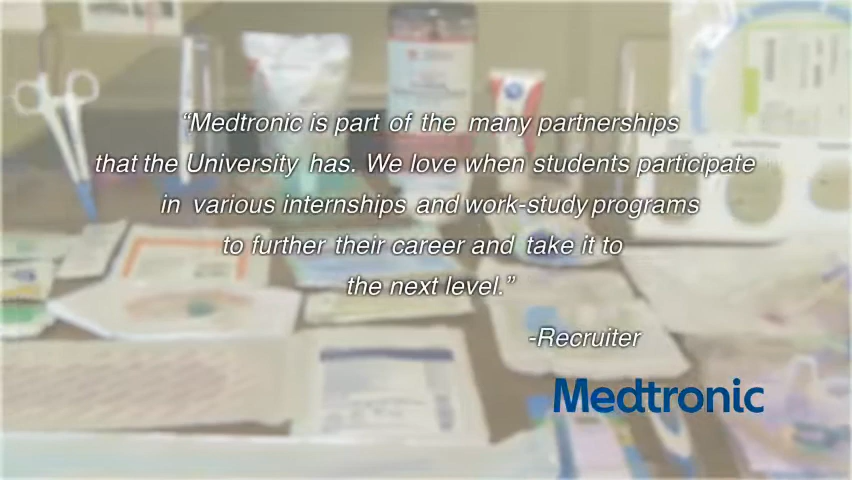 “Medtronic is part of the many partnerships
that the University has. We love when students participate
in various internships and work-study programs
to further their career and take it to
the next level.”
-Recruiter
Medtronic